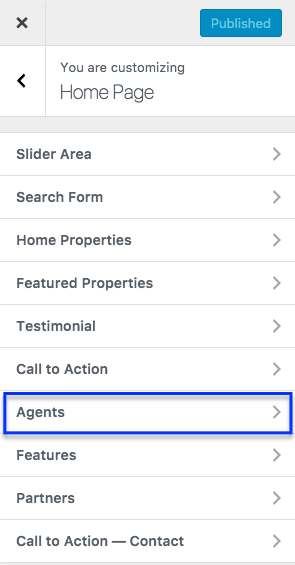 Published
You are customizing
Home Page
Slider Area
Search Form
Home Properties
Featured Properties
Testimonial
Call to Action
Agents
Features
Partners
Call to Action — Contact